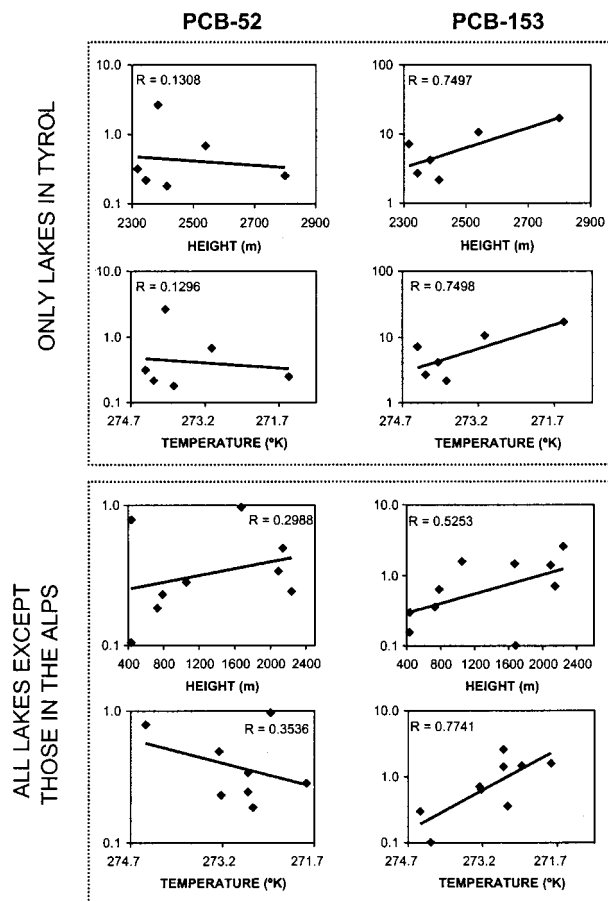 PCB-52 PCB-153
ONLY LAKES IN TYROL
10.0
1.0
0.1
R = 0.1308
2300 2500 2700 2900
HEIGHT (m)
100
10
1
R = 0.7497
2300 2500 2700 2900
HEIGHT (m)
10.0
1.0
0.1
R = 0.1296
274.7 273.2 271.7
TEMPERATURE (ºK)
100
10
1
R = 0.7498
274.7 273.2 271.7
TEMPERATURE (ºK)
ALL LAKES EXCEPT
THOSE IN THE ALPS
1.0
0.1
R = 0.2988
400 800 1200 1600 2000 2400
HEIGHT (m)
10.0
1.0
0.1
R = 0.5253
400 800 1200 1600 2000 2400
HEIGHT (m)
1.0
0.1
R = 0.3536
274.7 273.2 271.7
TEMPERATURE (ºK)
10.0
1.0
0.1
R = 0.7741
274.7 273.2 271.7
TEMPERATURE (ºK)